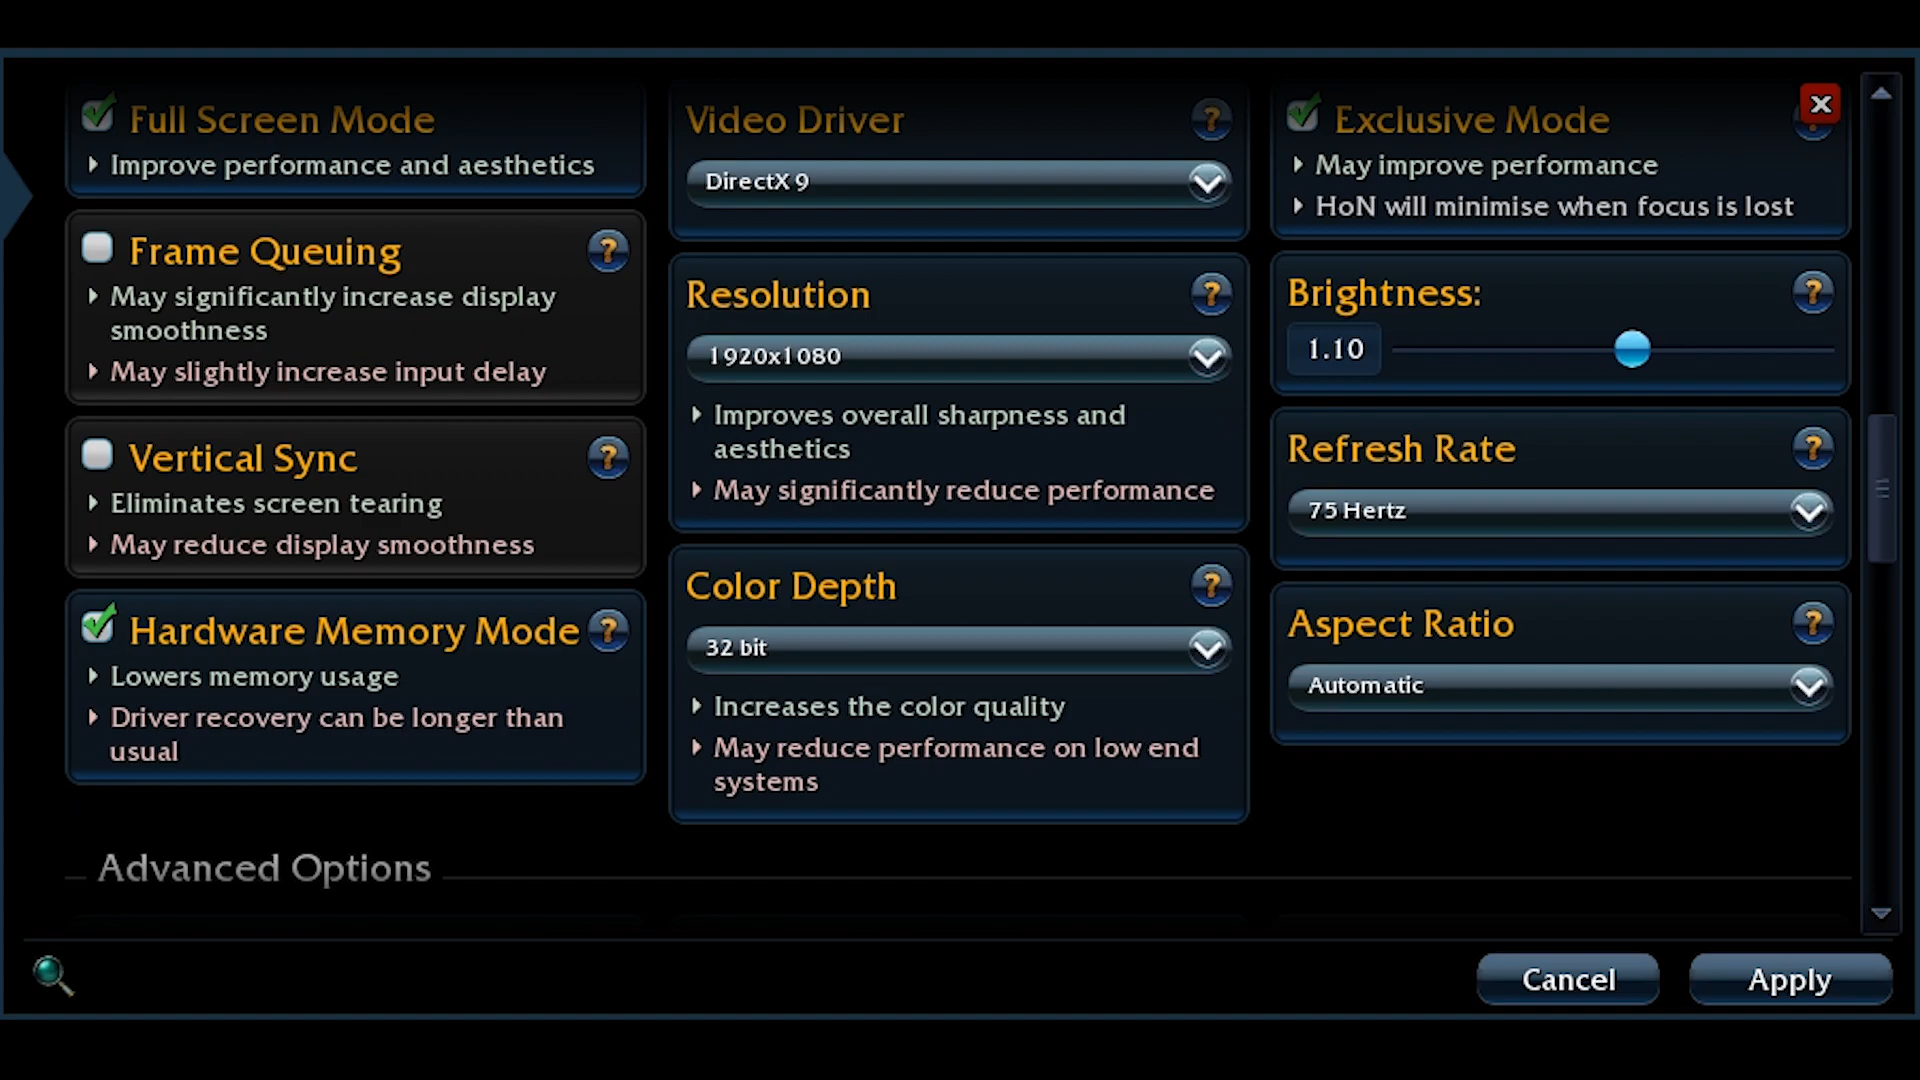 Full Screen Mode
Improve performance and aesthetics
Frame Queuing
?
May significantly increase display
smoothness
May slightly increase input delay
Vertical Sync
?
Eliminates screen tearing
May reduce display smoothness
Hardware Memory Mode
?
Lowers memory usage
Driver recovery can be longer than
usual
Video Driver
?
DirectX 9
Resolution
?
1920x1080
Improves overall sharpness and
aesthetics
May significantly reduce performance
Color Depth
?
32 bit
Increases the color quality
May reduce performance on low end
systems
Exclusive Mode
May improve performance
HoN will minimise when focus is lost
Brightness:
?
1.10
Refresh Rate
?
75 Hertz
Aspect Ratio
?
Automatic
Advanced Options
Cancel
Apply